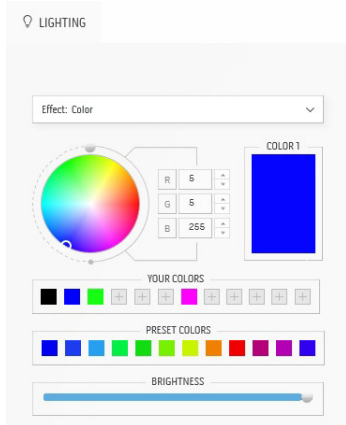 LIGHTING
Effect: Color
COLOR 1
R 5
G 5
B 255
YOUR COLORS
PRESET COLORS
BRIGHTNESS